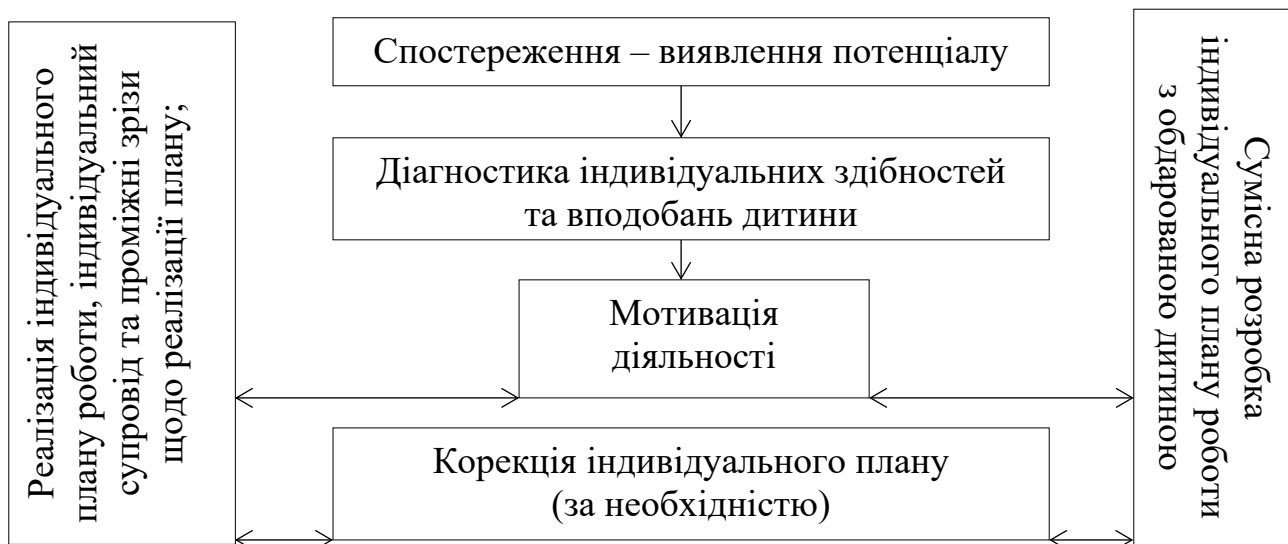 Реалізація індивідуального
плану роботи, індивідуальний
супровід та проміжні зрізи
щодо реалізації плану;
Спостереження – виявлення потенціалу
Діагностика індивідуальних здібностей
та вподобань дитини
Мотивація
діяльності
Корекція індивідуального плану
(за необхідністю)
Сумісна розробка
індивідуального плану роботи
з обдарованою дитиною